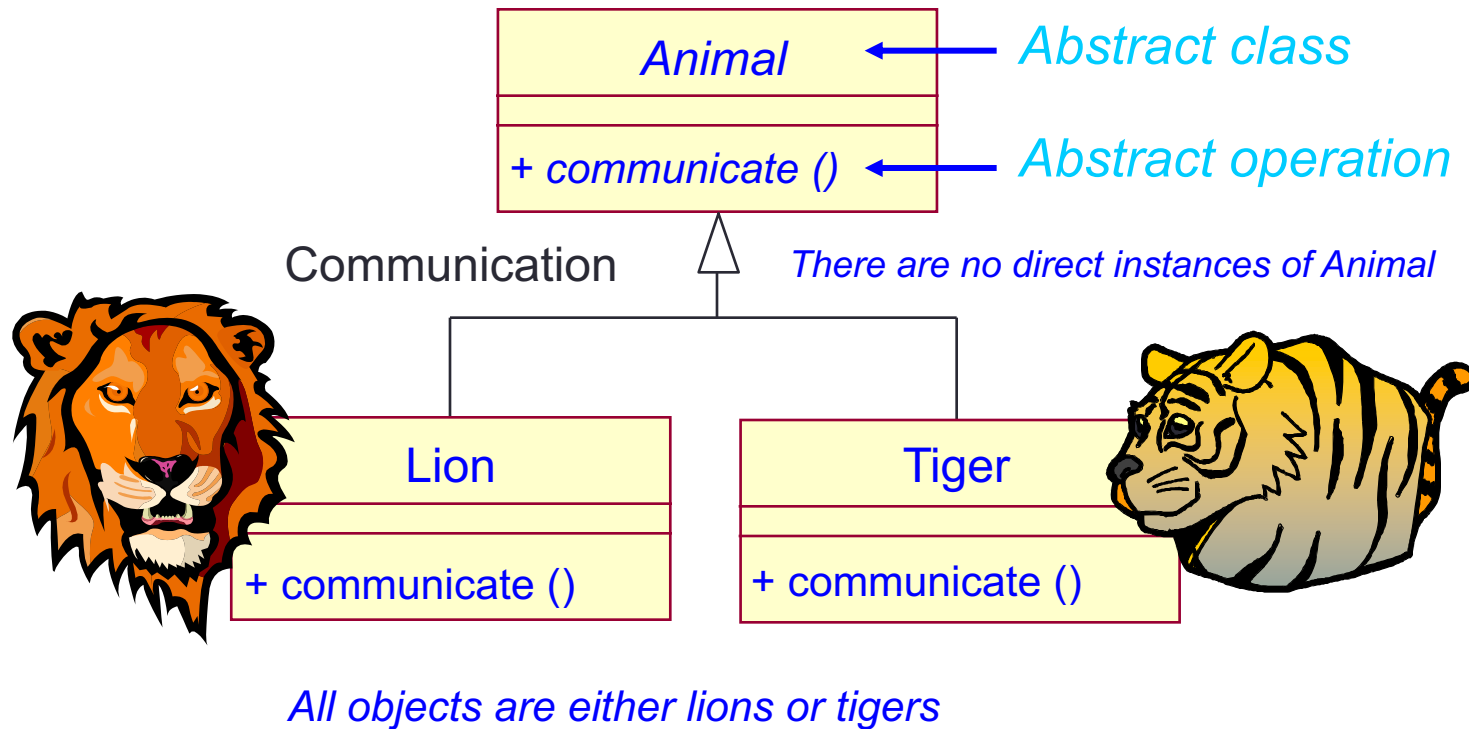 Animal
Abstract class
+ communicate ()
Abstract operation
Communication
There are no direct instances of Animal
Lion
Tiger
+ communicate ()
+ communicate ()
All objects are either lions or tigers